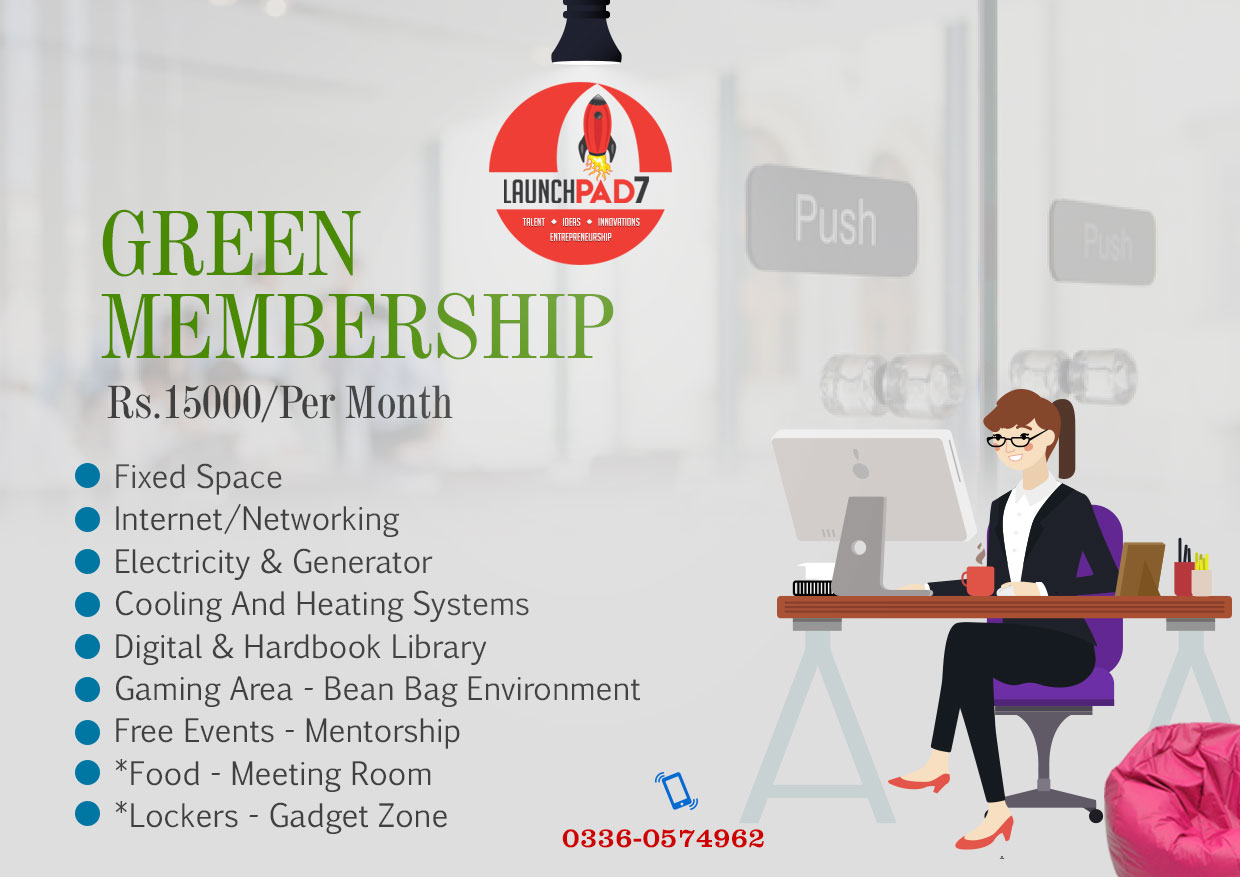 LAUNCHPAD7
TALENT ◆ IDEAS ◆ INNOVATIONS
ENTREPRENEURSHIP
Push
Push
GREEN
MEMBERSHIP
Rs.15000/Per Month
Fixed Space
Internet/Networking
Electricity & Generator
Cooling And Heating Systems
Digital & Hardbook Library
Gaming Area - Bean Bag Environment
Free Events - Mentorship
*Food - Meeting Room
*Lockers - Gadget Zone
0336-0574962